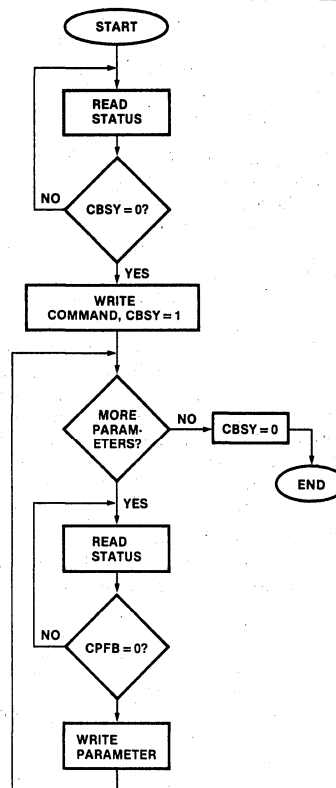 START
READ
STATUS
NO
CBSY = 0?
YES
WRITE
COMMAND, CBSY = 1
MORE
PARAM-
ETERS?
NO
CBSY = 0
END
YES
READ
STATUS
NO
CPFB = 0?
WRITE
PARAMETER